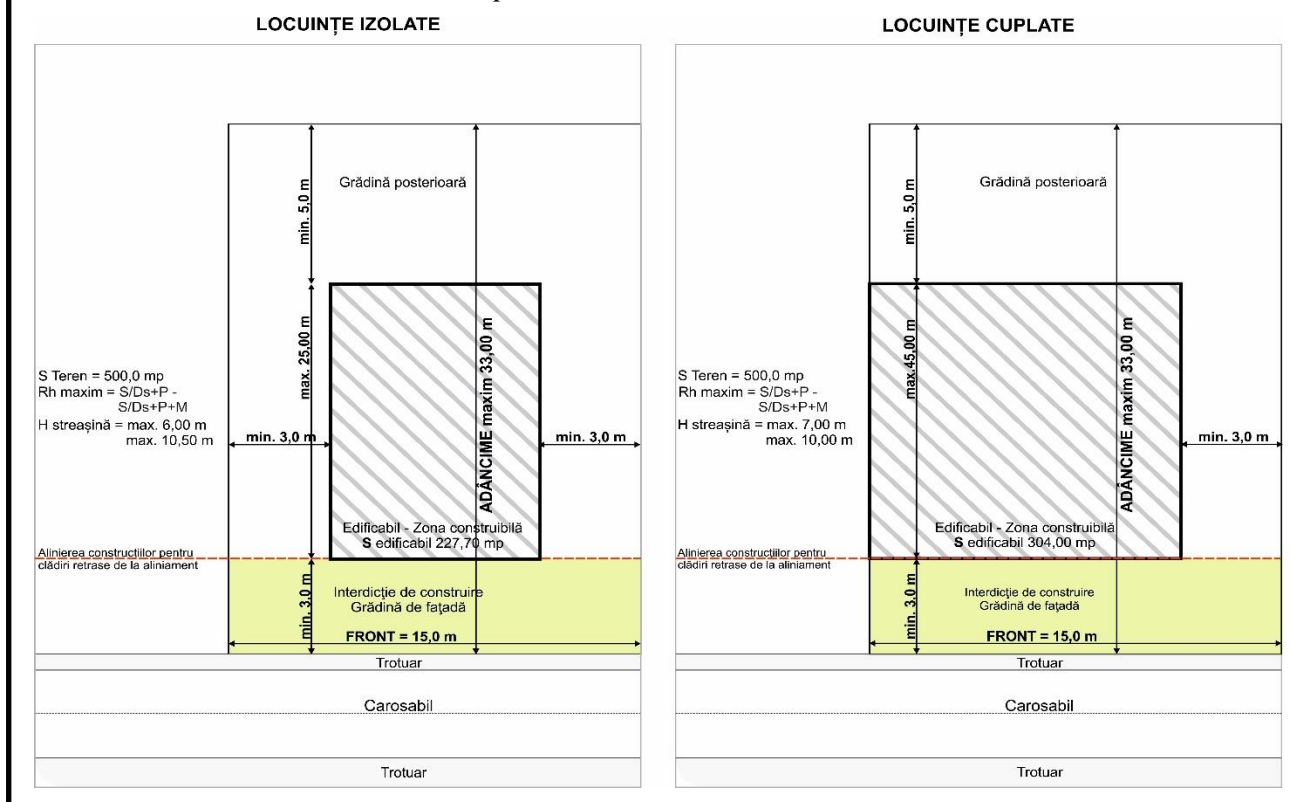 LOCUINȚE IZOLATE
min. 5,0 m
Grădină posterioară
max. 25,00 m
ADÂNCIME maxim 33,00 m
S Teren = 500,0 mp
Rh maxim = S/Ds+P -
S/Ds+P+M
H streașină = max. 6,00 m
max. 10,50 m
min. 3,0 m
min. 3,0 m
Edificabil - Zona construibilă
S edificabil 227,70 mp
Alinierea construcțiilor pentru
clădiri retrase de la aliniament
min. 3.0 m
Interdicţie de construire
Grădină de faţadă
FRONT = 15,0 m
Trotuar
Carosabil
Trotuar
LOCUINȚE CUPLATE
min. 5,0 m
Grădină posterioară
max.45,00 m
ADÂNCIME maxim 33,00 m
S Teren = 500,0 mp
Rh maxim = S/Ds+P -
S/Ds+P+M
H streașină = max. 7,00 m
max. 10,00 m
min. 3,0 m
Edificabil - Zona construibilă
S edificabil 304,00 mp
Alinierea construcțiilor pentru
clădiri retrase de la aliniament
min. 3.0 m
Interdicţie de construire
Grădină de faţadă
FRONT = 15,0 m
Trotuar
Carosabil
Trotuar